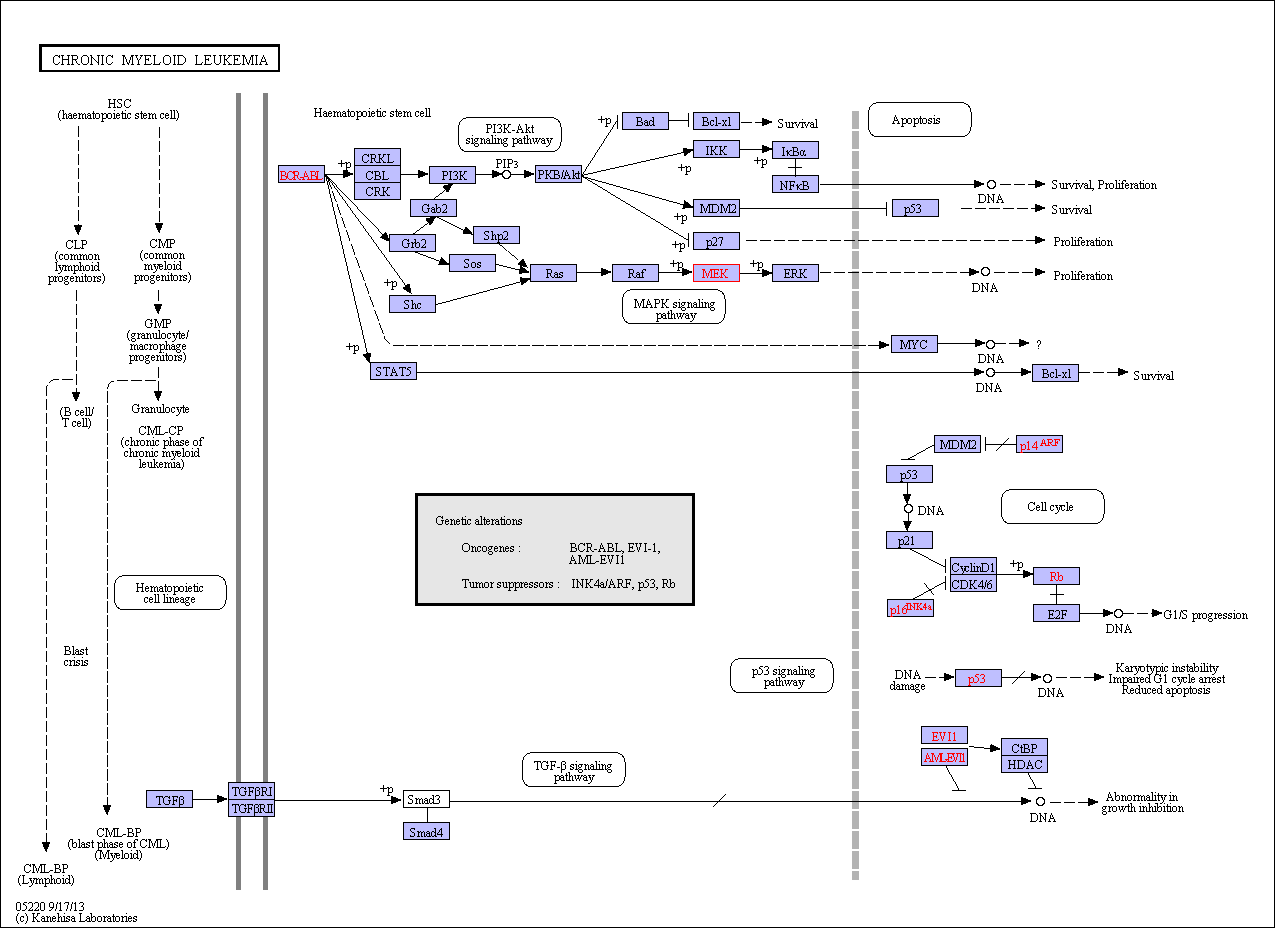 CHRONIC MYELOID LEUKEMIA
HSC
(haematopoietic stem cell)
CLP
(common
lymphoid
progenitors)
CMP
(common
myeloid
progenitors)
GMP
(granulocyte/
macrophage
progenitors)
(B cell/
T cell)
Granulocyte
CML-CP
(chronic phase of
chronic myeloid
leukemia)
Hematopoietic
cell lineage
Blast
crisis
CML-BP
(blast phase of CML)
(Myeloid)
CML-BP
(Lymphoid)
05220 9/17/13
(c) Kanehisa Laboratories
Haematopoietic stem cell
PI3K-Akt
signaling pathway
Apoptosis
BCR-ABL
+p
CRKL
CBL
CRK
PI3K
PIP3
PKB/Akt
+p
Bad
Bcl-xl
Survival
IKK
+p
+p
IκBα
NFκB
DNA
Survival, Proliferation
MDM2
+p
p53
Survival
p27
+p
Proliferation
Gab2
Grb2
Shp2
Sos
+p
Shc
Ras
Raf
+p
MEK
+p
ERK
DNA
Proliferation
MAPK signaling
pathway
MYC
DNA
?
+p
STAT5
DNA
Bcl-xl
Survival
MDM2
p14ARF
p53
DNA
p21
Cell cycle
CyclinD1
CDK4/6
+p
Rb
p16INK4a
E2F
DNA
G1/S progression
Genetic alterations
Oncogenes : BCR-ABL, EVI-1,
AML-EVI1
Tumor suppressors : INK4a/ARF, p53, Rb
p53 signaling
pathway
DNA
damage
p53
DNA
Karyotypic instability
Impaired G1 cycle arrest
Reduced apoptosis
EVI1
AML-EVI1
CtBP
HDAC
TGF-β signaling
pathway
TGFβ
TGFβRI
TGFβRII
+p
Smad3
Smad4
DNA
Abnormality in
growth inhibition